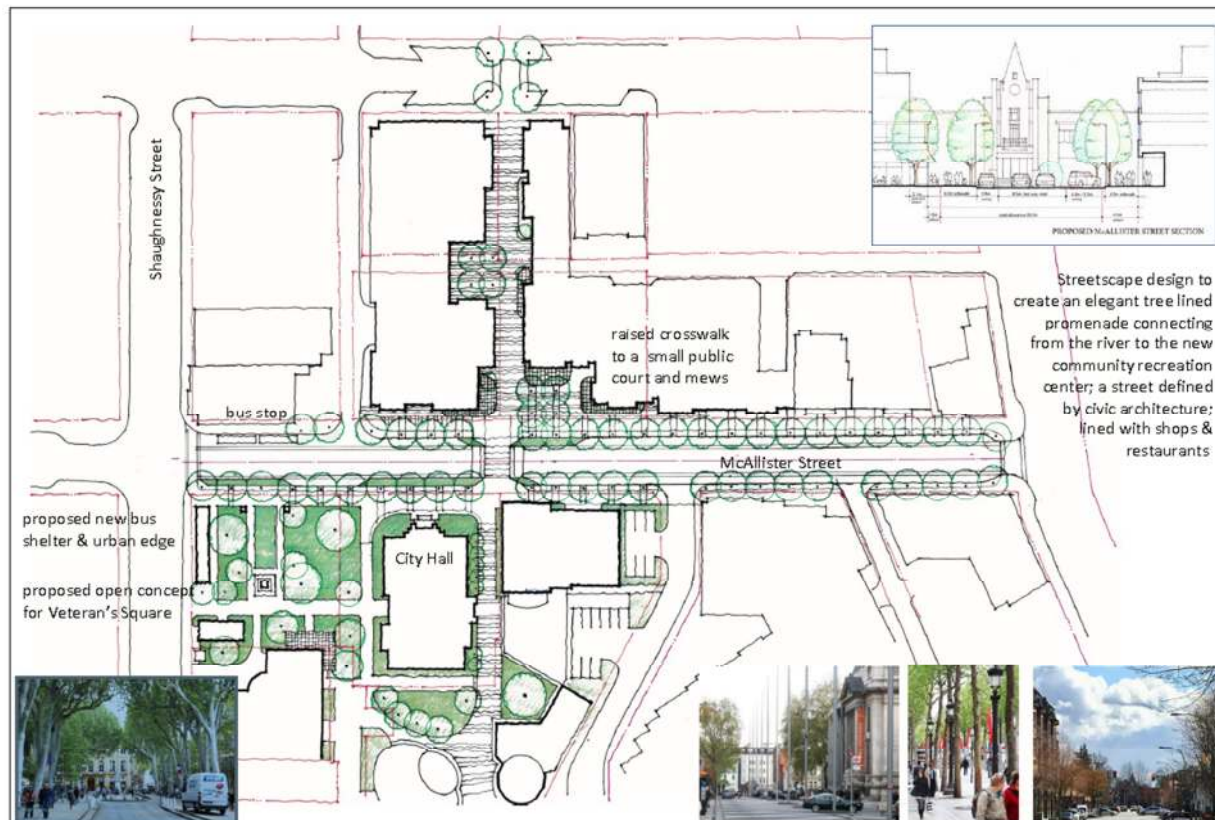 PROPOSED McALLISTER STREET SECTION
Shaughnessy Street
Streetscape design to
create an elegant tree lined
promenade connecting
from the river to the new
community recreation
center; a street defined
by civic architecture;
lined with shops &
restaurants
raised crosswalk
to a small public
court and mews
bus stop
McAllister Street
proposed new bus
shelter & urban edge
City Hall
proposed open concept
for Veteran's Square